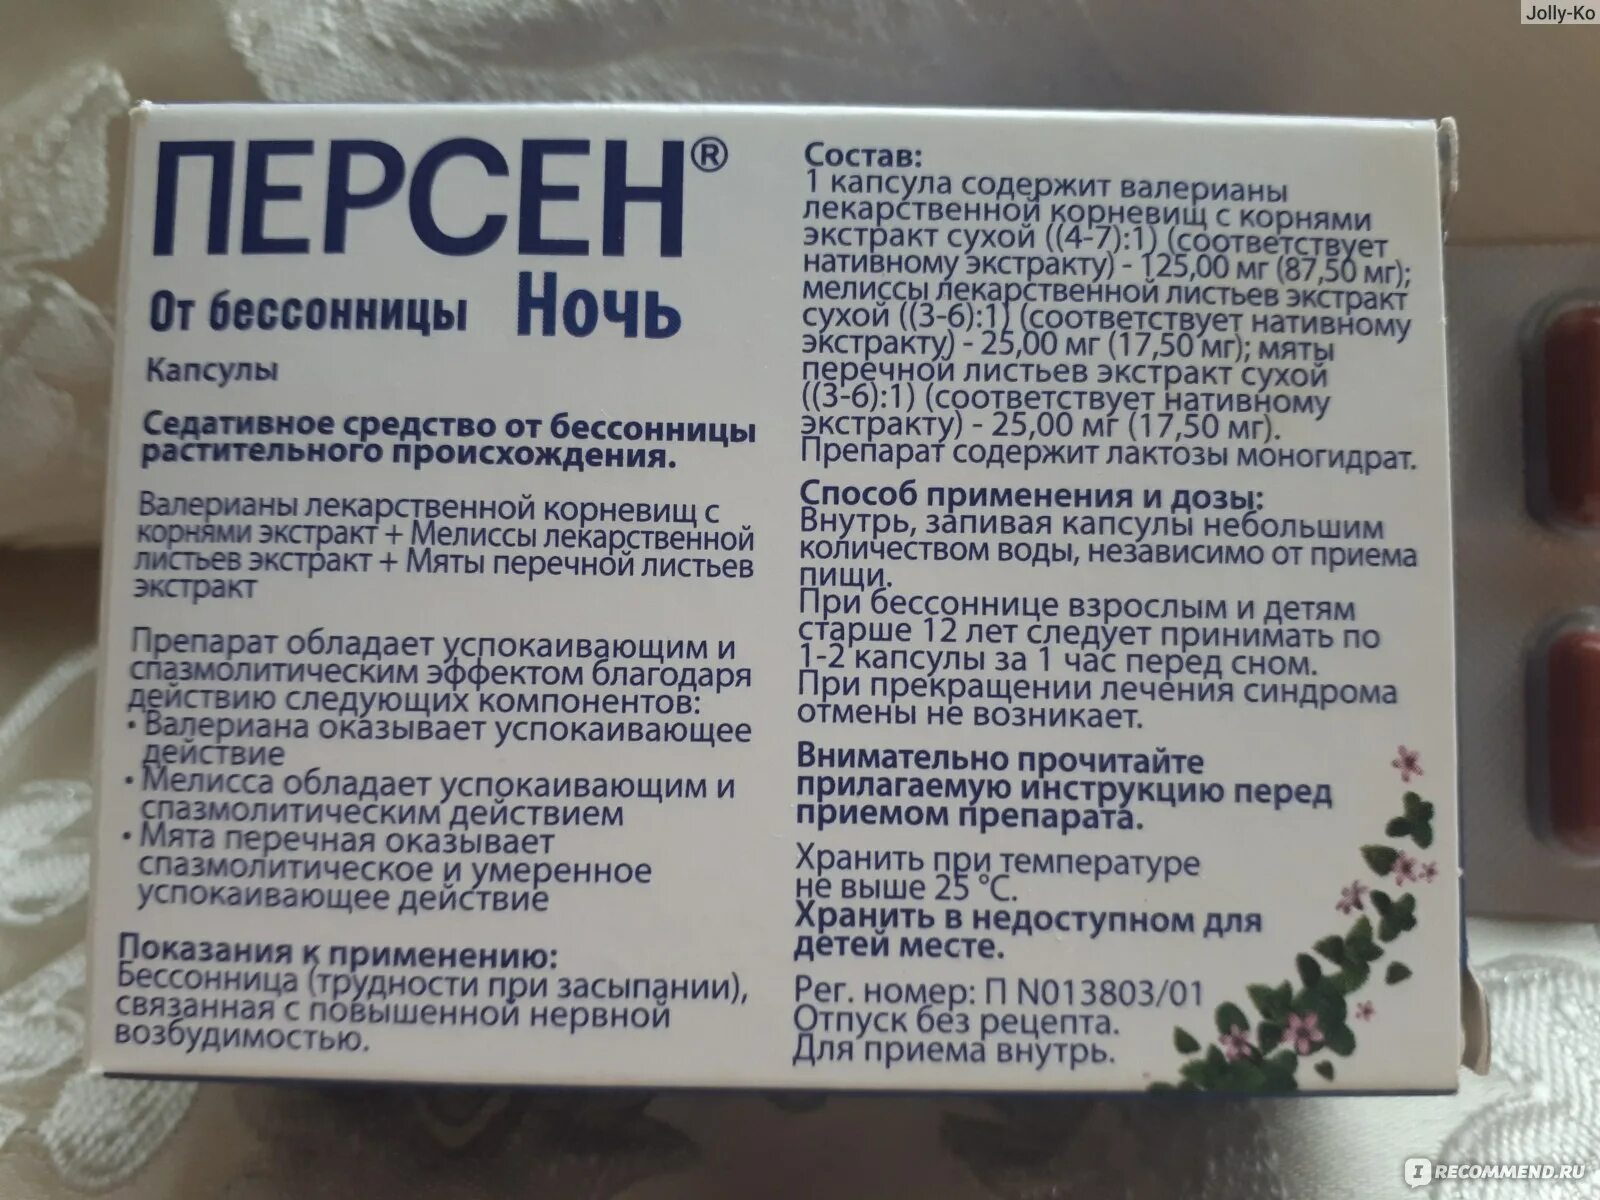 Jolly-Ko
ПЕРСЕН®
От бессонницы Ночь
Капсулы
Седативное средство от бессонницы
растительного происхождения.
Валерианы лекарственной корневищ с
корнями экстракт + Мелиссы лекарственной
листьев экстракт + Мяты перечной листьев
экстракт
Препарат обладает успокаивающим и
спазмолитическим эффектом благодаря
действию следующих компонентов:
• Валериана оказывает успокаивающее
действие
• Мелисса обладает успокаивающим и
спазмолитическим действием
• Мята перечная оказывает
спазмолитическое и умеренное
успокаивающее действие
Показания к применению:
Бессонница (трудности при засыпании),
связанная с повышенной нервной
возбудимостью.
Состав:
1 капсула содержит валерианы
лекарственной корневищ с корнями
экстракт сухой ((4-7):1) (соответствует
нативному экстракту) - 125,00 мг (87,50 мг);
мелиссы лекарственной листьев экстракт
сухой ((3-6):1) (соответствует нативному
экстракту) - 25,00 мг (17,50 мг); мяты
перечной листьев экстракт сухой
((3-6):1) (соответствует нативному
экстракту) - 25,00 мг (17,50 мг).
Препарат содержит лактозы моногидрат.
Способ применения и дозы:
Внутрь, запивая капсулы небольшим
количеством воды, независимо от приема
пищи.
При бессоннице взрослым и детям
старше 12 лет следует принимать по
1-2 капсулы за 1 час перед сном.
При прекращении лечения синдрома
отмены не возникает.
Внимательно прочитайте
прилагаемую инструкцию перед
приемом препарата.
Хранить при температуре
не выше 25 °C.
Хранить в недоступном для
детей месте.
Рег. номер: П N013803/01
Отпуск без рецепта.
Для приема внутрь.
IRECOMMEND.RU